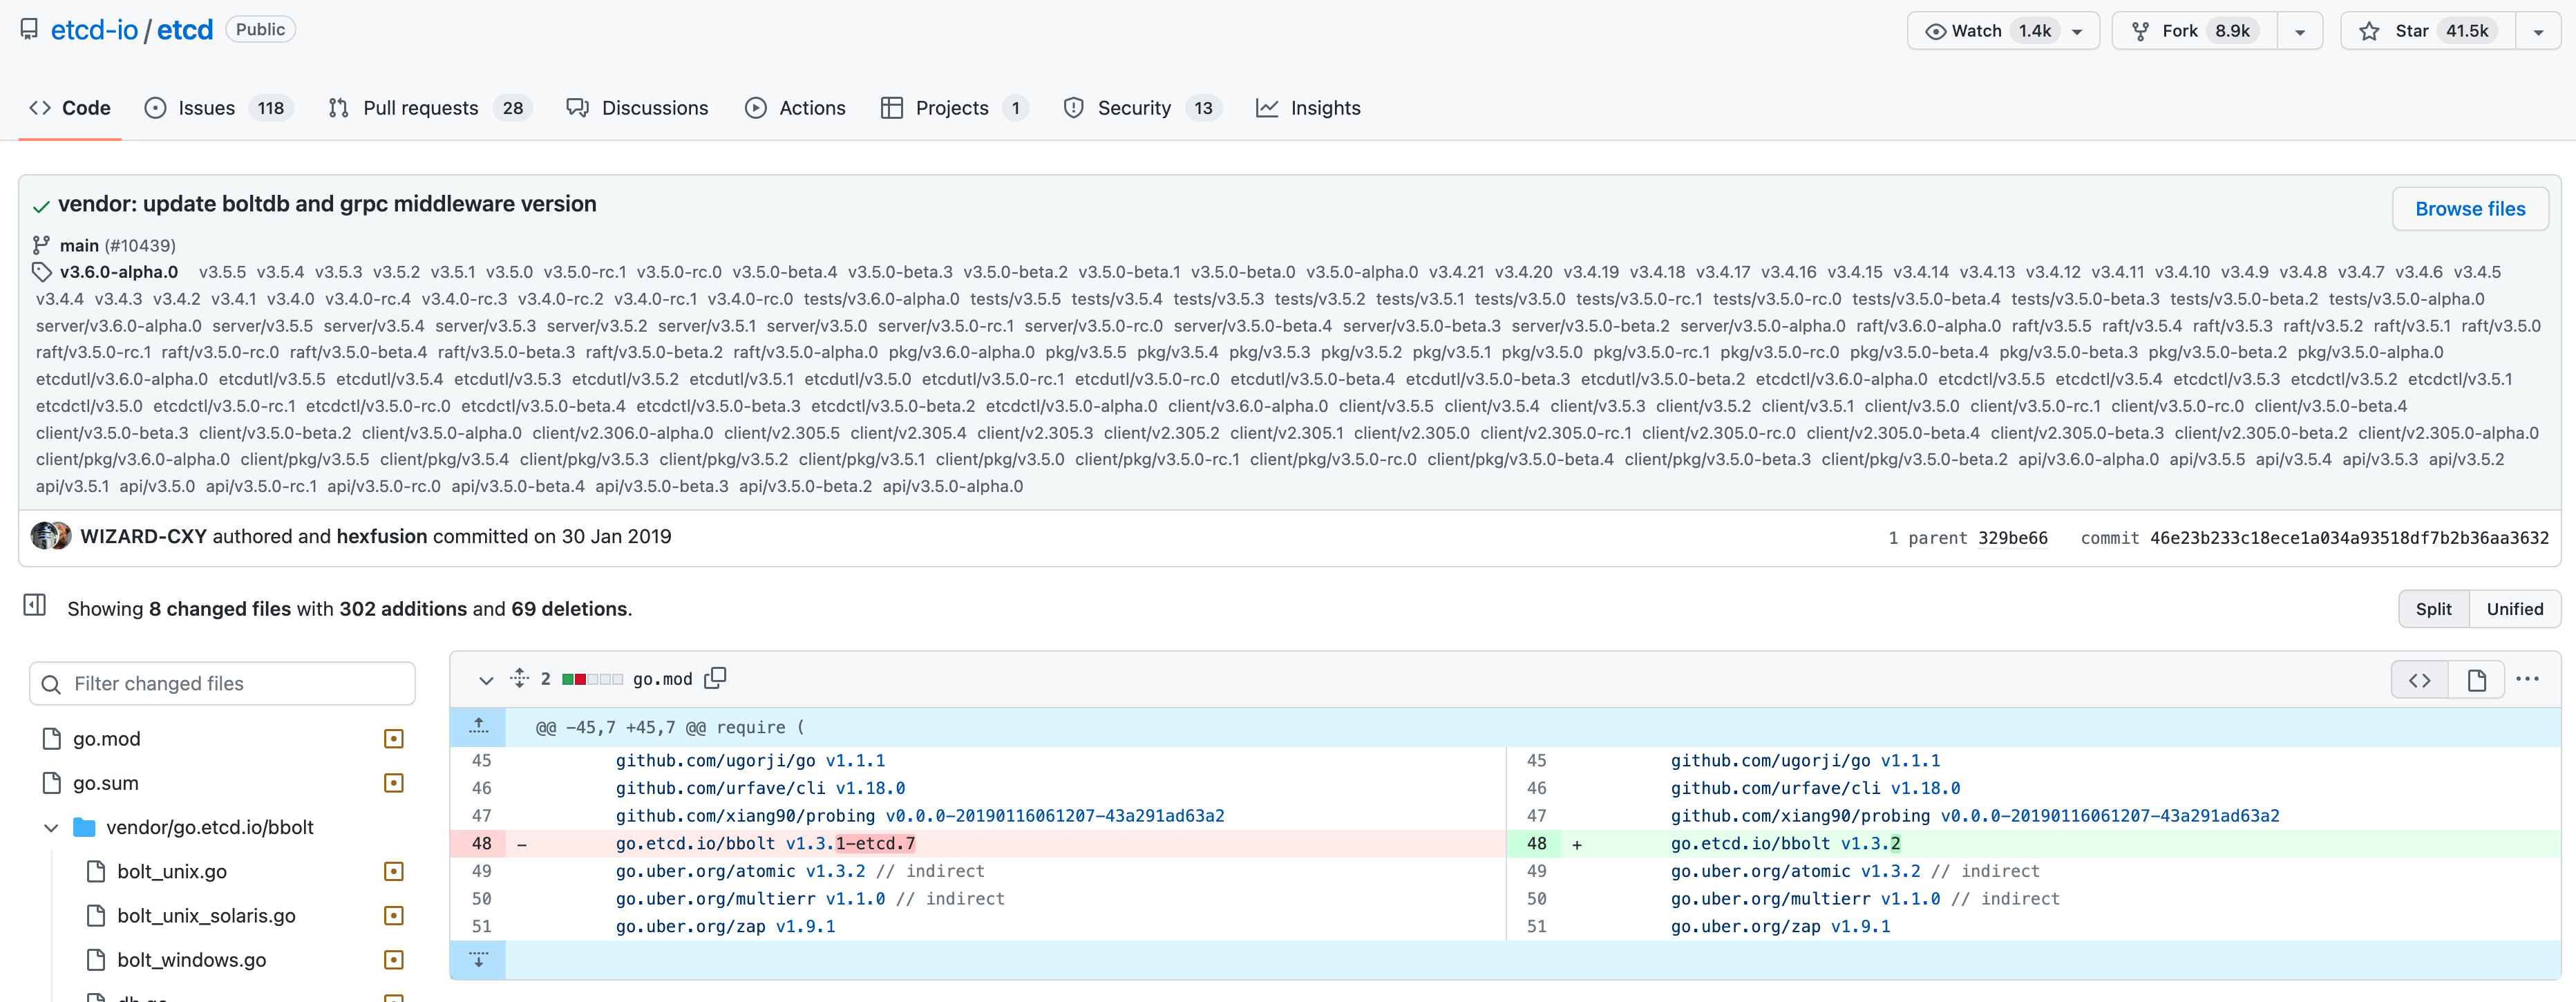 etcd-io / etcd Public
Watch 1.4k Fork 8.9k Star 41.5k
Code Issues 118 Pull requests 28 Discussions Actions Projects 1 Security 13 Insights
vendor: update boltdb and grpc middleware version
Browse files
main (#10439)
v3.6.0-alpha.0 v3.5.5 v3.5.4 v3.5.3 v3.5.2 v3.5.1 v3.5.0 v3.5.0-rc.1 v3.5.0-rc.0 v3.5.0-beta.4 v3.5.0-beta.3 v3.5.0-beta.2 v3.5.0-beta.1 v3.5.0-beta.0 v3.5.0-alpha.0 v3.4.21 v3.4.20 v3.4.19 v3.4.18 v3.4.17 v3.4.16 v3.4.15 v3.4.14 v3.4.13 v3.4.12 v3.4.11 v3.4.10 v3.4.9 v3.4.8 v3.4.7 v3.4.6 v3.4.5
v3.4.4 v3.4.3 v3.4.2 v3.4.1 v3.4.0 v3.4.0-rc.4 v3.4.0-rc.3 v3.4.0-rc.2 v3.4.0-rc.1 v3.4.0-rc.0 tests/v3.6.0-alpha.0 tests/v3.5.5 tests/v3.5.4 tests/v3.5.3 tests/v3.5.2 tests/v3.5.1 tests/v3.5.0 tests/v3.5.0-rc.1 tests/v3.5.0-rc.0 tests/v3.5.0-beta.4 tests/v3.5.0-beta.3 tests/v3.5.0-beta.2 tests/v3.5.0-alpha.0
server/v3.6.0-alpha.0 server/v3.5.5 server/v3.5.4 server/v3.5.3 server/v3.5.2 server/v3.5.1 server/v3.5.0 server/v3.5.0-rc.1 server/v3.5.0-rc.0 server/v3.5.0-beta.4 server/v3.5.0-beta.3 server/v3.5.0-beta.2 server/v3.5.0-alpha.0 raft/v3.6.0-alpha.0 raft/v3.5.5 raft/v3.5.4 raft/v3.5.3 raft/v3.5.2 raft/v3.5.1 raft/v3.5.0
raft/v3.5.0-rc.1 raft/v3.5.0-rc.0 raft/v3.5.0-beta.4 raft/v3.5.0-beta.3 raft/v3.5.0-beta.2 raft/v3.5.0-alpha.0 pkg/v3.6.0-alpha.0 pkg/v3.5.5 pkg/v3.5.4 pkg/v3.5.3 pkg/v3.5.2 pkg/v3.5.1 pkg/v3.5.0 pkg/v3.5.0-rc.1 pkg/v3.5.0-rc.0 pkg/v3.5.0-beta.4 pkg/v3.5.0-beta.3 pkg/v3.5.0-beta.2 pkg/v3.5.0-alpha.0
etcdutl/v3.6.0-alpha.0 etcdutl/v3.5.5 etcdutl/v3.5.4 etcdutl/v3.5.3 etcdutl/v3.5.2 etcdutl/v3.5.1 etcdutl/v3.5.0 etcdutl/v3.5.0-rc.1 etcdutl/v3.5.0-rc.0 etcdutl/v3.5.0-beta.4 etcdutl/v3.5.0-beta.3 etcdutl/v3.5.0-beta.2 etcdctl/v3.6.0-alpha.0 etcdctl/v3.5.5 etcdctl/v3.5.4 etcdctl/v3.5.3 etcdctl/v3.5.2 etcdctl/v3.5.1
etcdctl/v3.5.0 etcdctl/v3.5.0-rc.1 etcdctl/v3.5.0-rc.0 etcdctl/v3.5.0-beta.4 etcdctl/v3.5.0-beta.3 etcdctl/v3.5.0-beta.2 etcdctl/v3.5.0-alpha.0 client/v3.6.0-alpha.0 client/v3.5.5 client/v3.5.4 client/v3.5.3 client/v3.5.2 client/v3.5.1 client/v3.5.0 client/v3.5.0-rc.1 client/v3.5.0-rc.0 client/v3.5.0-beta.4
client/v3.5.0-beta.3 client/v3.5.0-beta.2 client/v3.5.0-alpha.0 client/v2.306.0-alpha.0 client/v2.305.5 client/v2.305.4 client/v2.305.3 client/v2.305.2 client/v2.305.1 client/v2.305.0 client/v2.305.0-rc.1 client/v2.305.0-rc.0 client/v2.305.0-beta.4 client/v2.305.0-beta.3 client/v2.305.0-beta.2 client/v2.305.0-alpha.0
client/pkg/v3.6.0-alpha.0 client/pkg/v3.5.5 client/pkg/v3.5.4 client/pkg/v3.5.3 client/pkg/v3.5.2 client/pkg/v3.5.1 client/pkg/v3.5.0 client/pkg/v3.5.0-rc.1 client/pkg/v3.5.0-rc.0 client/pkg/v3.5.0-beta.4 client/pkg/v3.5.0-beta.3 client/pkg/v3.5.0-beta.2 api/v3.6.0-alpha.0 api/v3.5.5 api/v3.5.4 api/v3.5.3 api/v3.5.2
api/v3.5.1 api/v3.5.0 api/v3.5.0-rc.1 api/v3.5.0-rc.0 api/v3.5.0-beta.4 api/v3.5.0-beta.3 api/v3.5.0-beta.2 api/v3.5.0-alpha.0
WIZARD-CXY authored and hexfusion committed on 30 Jan 2019
1 parent 329be66 commit 46e23b233c18ece1a034a93518df7b2b36aa3632
Showing 8 changed files with 302 additions and 69 deletions.
Split Unified
Filter changed files
go.mod
go.sum
vendor/go.etcd.io/bbolt
bolt_unix.go
bolt_unix_solaris.go
bolt_windows.go
db.go
2 go.mod
@@ -45,7 +45,7 @@ require (
45 github.com/ugorji/go v1.1.1 45 github.com/ugorji/go v1.1.1
46 github.com/urfave/cli v1.18.0 46 github.com/urfave/cli v1.18.0
47 github.com/xiang90/probing v0.0.0-20190116061207-43a291ad63a2 47 github.com/xiang90/probing v0.0.0-20190116061207-43a291ad63a2
48 - go.etcd.io/bbolt v1.3.1-etcd.7 48 + go.etcd.io/bbolt v1.3.2
49 go.uber.org/atomic v1.3.2 // indirect 49 go.uber.org/atomic v1.3.2 // indirect
50 go.uber.org/multierr v1.1.0 // indirect 50 go.uber.org/multierr v1.1.0 // indirect
51 go.uber.org/zap v1.9.1 51 go.uber.org/zap v1.9.1